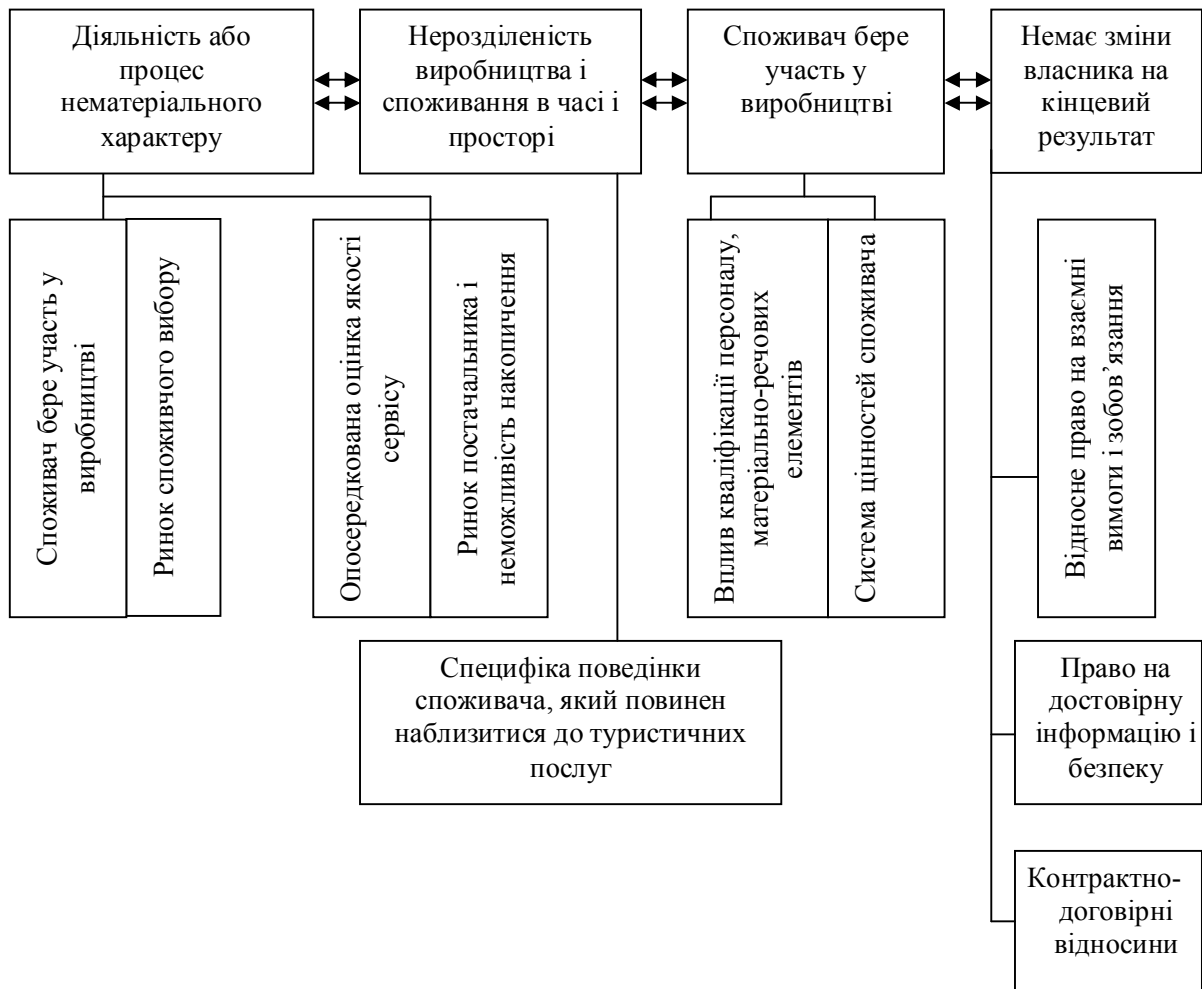 Діяльність або
процес
нематеріального
характеру
Нерозділеність
виробництва і
споживання в часі і
просторі
Споживач бере
участь у
виробництві
Немає зміни
власника на
кінцевий
результат
Споживач бере участь у
виробництві
Ринок споживчого вибору
Опосередкована оцінка якості
сервісу
Ринок постачальника і
неможливість накопичення
Вплив кваліфікації персоналу,
матеріально-речових
елементів
Система цінностей споживача
Відносне право на взаємні
вимоги і зобов’язання
Специфіка поведінки
споживача, який повинен
наблизитися до туристичних
послуг
Право на
достовірну
інформацію і
безпеку
Контрактно-
договірні
відносини